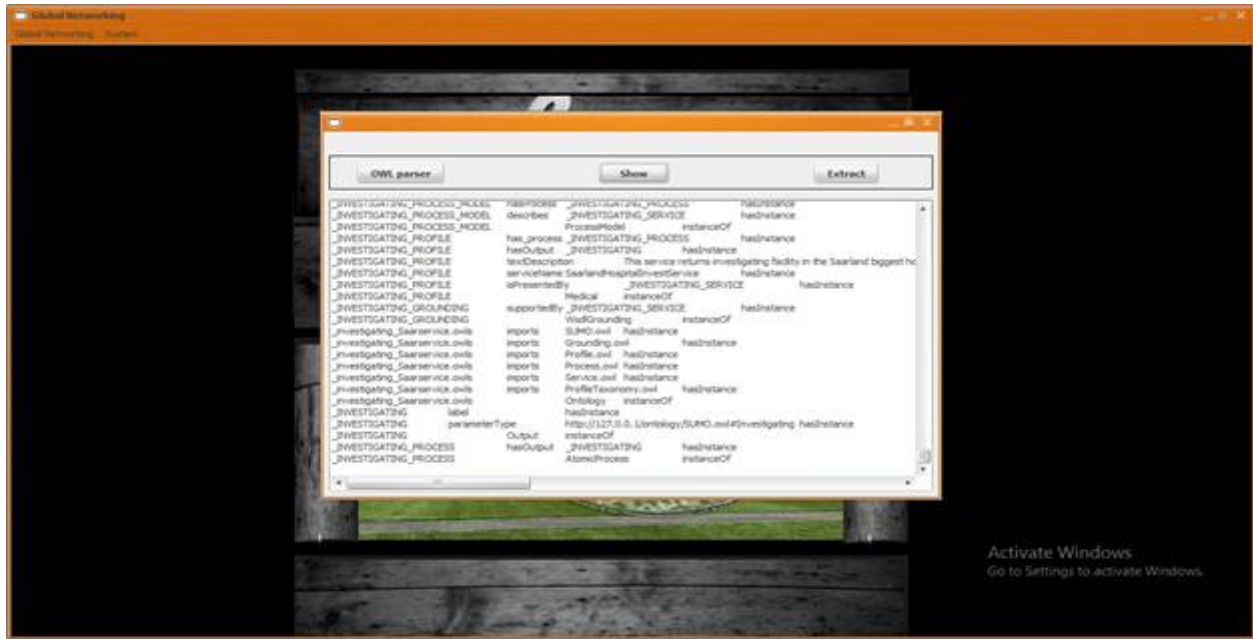 Global Networking
Global Networking System
OWL parser Show Extract
_INVESTIGATING_PROCESS_MODEL hasProcess _INVESTIGATING_PROCESS hasInstance
_INVESTIGATING_PROCESS_MODEL describes _INVESTIGATING_SERVICE hasInstance
_INVESTIGATING_PROCESS_MODEL ProcessModel instanceOf
_INVESTIGATING_PROFILE has_process _INVESTIGATING_PROCESS hasInstance
_INVESTIGATING_PROFILE hasOutput _INVESTIGATING hasInstance
_INVESTIGATING_PROFILE textDescription This service returns investigating facility in the Saarland biggest ho
_INVESTIGATING_PROFILE serviceName SaarlandHospitalInvestService hasInstance
_INVESTIGATING_PROFILE isPresentedBy _INVESTIGATING_SERVICE hasInstance
_INVESTIGATING_PROFILE Medical instanceOf
_INVESTIGATING_GROUNDING supportedBy _INVESTIGATING_SERVICE hasInstance
_INVESTIGATING_GROUNDING WsdlGrounding instanceOf
_investigating_Saarservice.owls imports SUMO.owl hasInstance
_investigating_Saarservice.owls imports Grounding.owl hasInstance
_investigating_Saarservice.owls imports Profile.owl hasInstance
_investigating_Saarservice.owls imports Process.owl hasInstance
_investigating_Saarservice.owls imports Service.owl hasInstance
_investigating_Saarservice.owls imports ProfileTaxonomy.owl hasInstance
_investigating_Saarservice.owls Ontology instanceOf
_INVESTIGATING label hasInstance
_INVESTIGATING parameterType http://127.0.0.1/ontology/SUMO.owl#Investigating hasInstance
_INVESTIGATING Output instanceOf
_INVESTIGATING_PROCESS hasOutput _INVESTIGATING hasInstance
_INVESTIGATING_PROCESS AtomicProcess instanceOf
Activate Windows
Go to Settings to activate Windows.